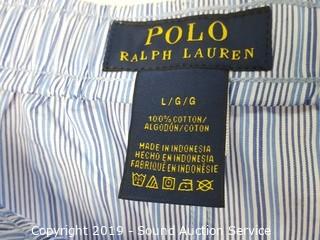 POLO
RALPH LAUREN
L/G/G
100% COTTON/
ALGODÓN/COTON
MADE IN INDONESIA
HECHO EN INDONESIA
FABRIQUÉ EN INDONÉSIE
Copyright 2019 - Sound Auction Service